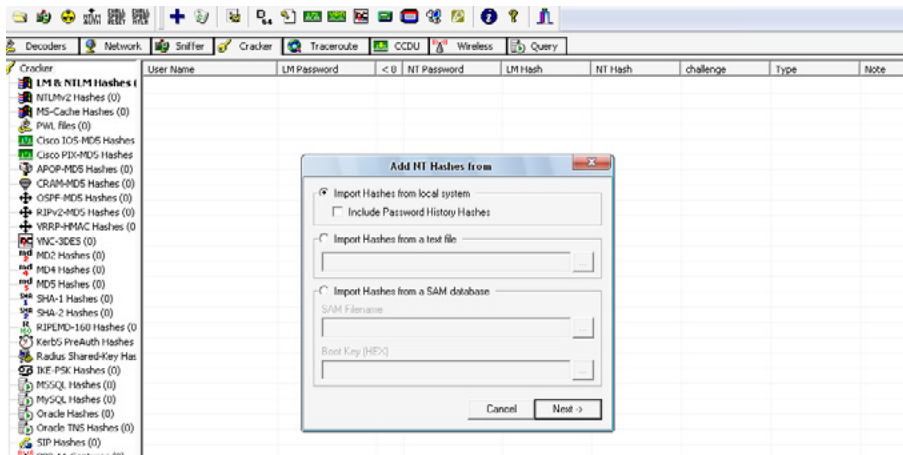 Decoders Network Sniffer Cracker Traceroute CCDU Wireless Query
Cracker User Name LM Password < 8 NT Password LM Hash NT Hash challenge Type Note
LM & NTLM Hashes (
NTLMv2 Hashes (0)
MS-Cache Hashes (0)
PWL files (0)
Cisco IOS-MD5 Hashes
Cisco PIX-MD5 Hashes
APOP-MD5 Hashes (0)
CRAM-MD5 Hashes (0)
OSPF-MD5 Hashes (0)
RIPv2-MD5 Hashes (0)
VRRP-HMAC Hashes (0
VNC-3DES (0)
MD2 Hashes (0)
MD4 Hashes (0)
MD5 Hashes (0)
SHA-1 Hashes (0)
SHA-2 Hashes (0)
RIPEMD-160 Hashes (0
Kerb5 PreAuth Hashes
Radius Shared-Key Has
IKE-PSK Hashes (0)
MSSQL Hashes (0)
MySQL Hashes (0)
Oracle Hashes (0)
Oracle TNS Hashes (0)
SIP Hashes (0)
Add NT Hashes from
Import Hashes from local system
Include Password History Hashes
Import Hashes from a text file
...
Import Hashes from a SAM database
SAM Filename
...
Boot Key (HEX)
...
Cancel Next ->